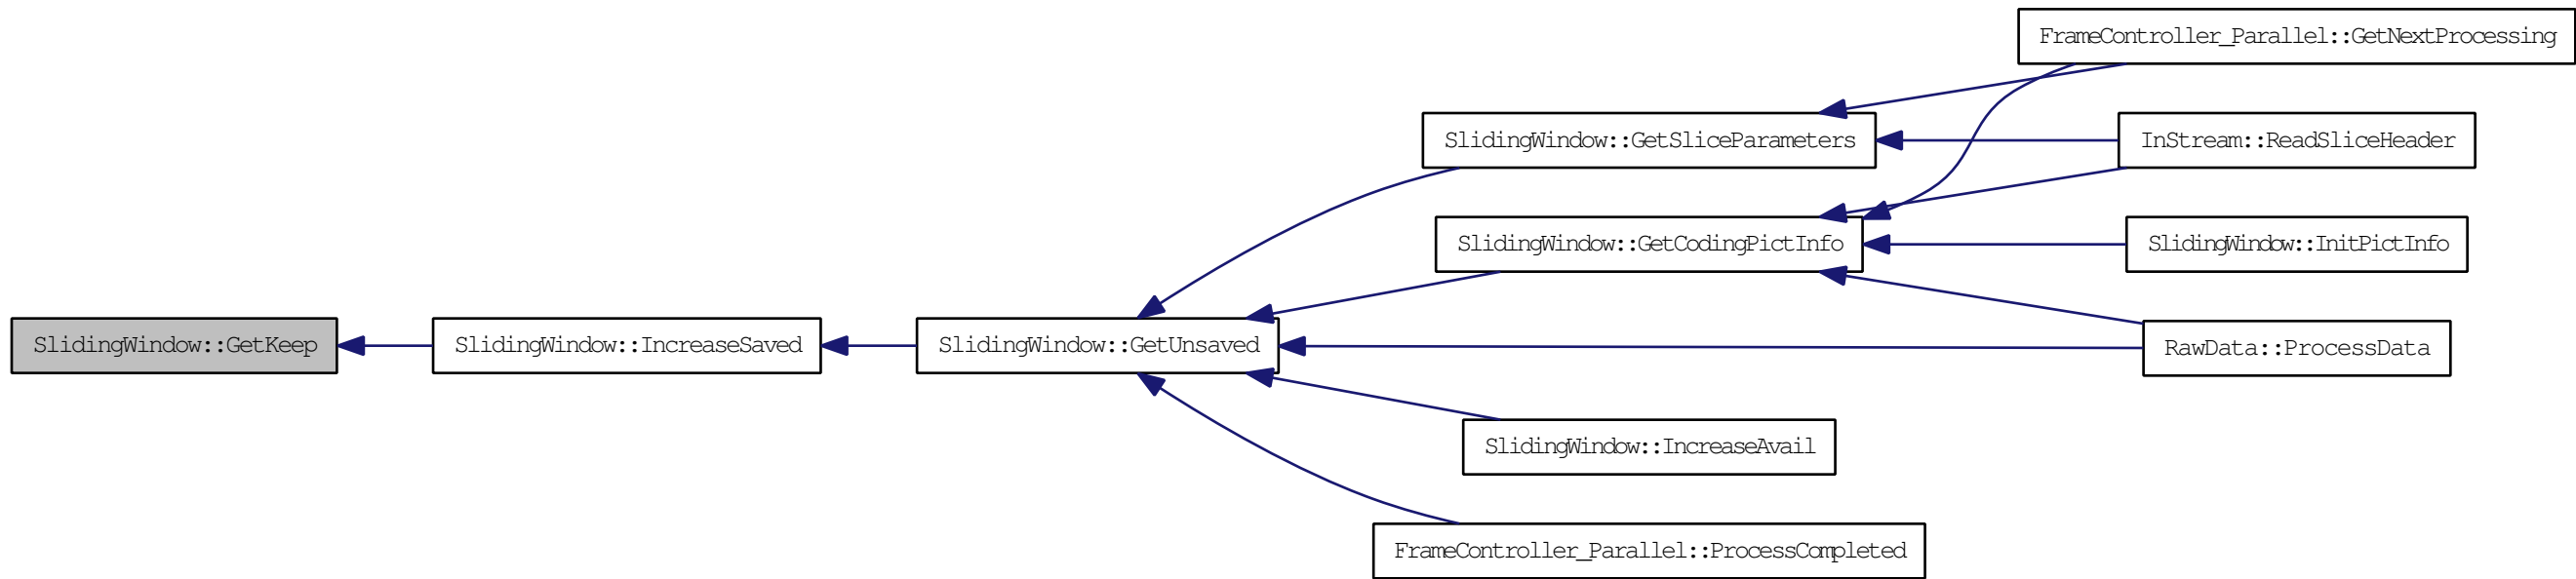 FrameController_Parallel::GetNextProcessing
SlidingWindow::GetSliceParameters
InStream::ReadSliceHeader
SlidingWindow::GetCodingPictInfo
SlidingWindow::InitPictInfo
SlidingWindow::GetKeep
SlidingWindow::IncreaseSaved
SlidingWindow::GetUnsaved
RawData::ProcessData
SlidingWindow::IncreaseAvail
FrameController_Parallel::ProcessCompleted